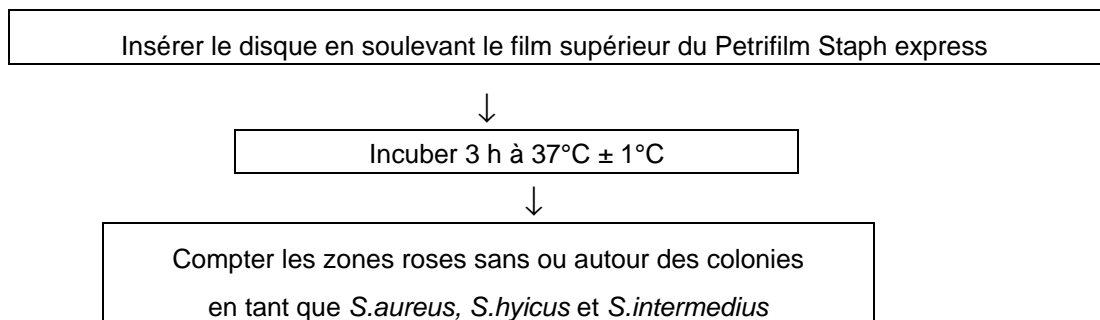 Insérer le disque en soulevant le film supérieur du Petrifilm Staph express
↓
Incuber 3 h à 37°C ± 1°C
↓
Compter les zones roses sans ou autour des colonies
en tant que S.aureus, S.hyicus et S.intermedius